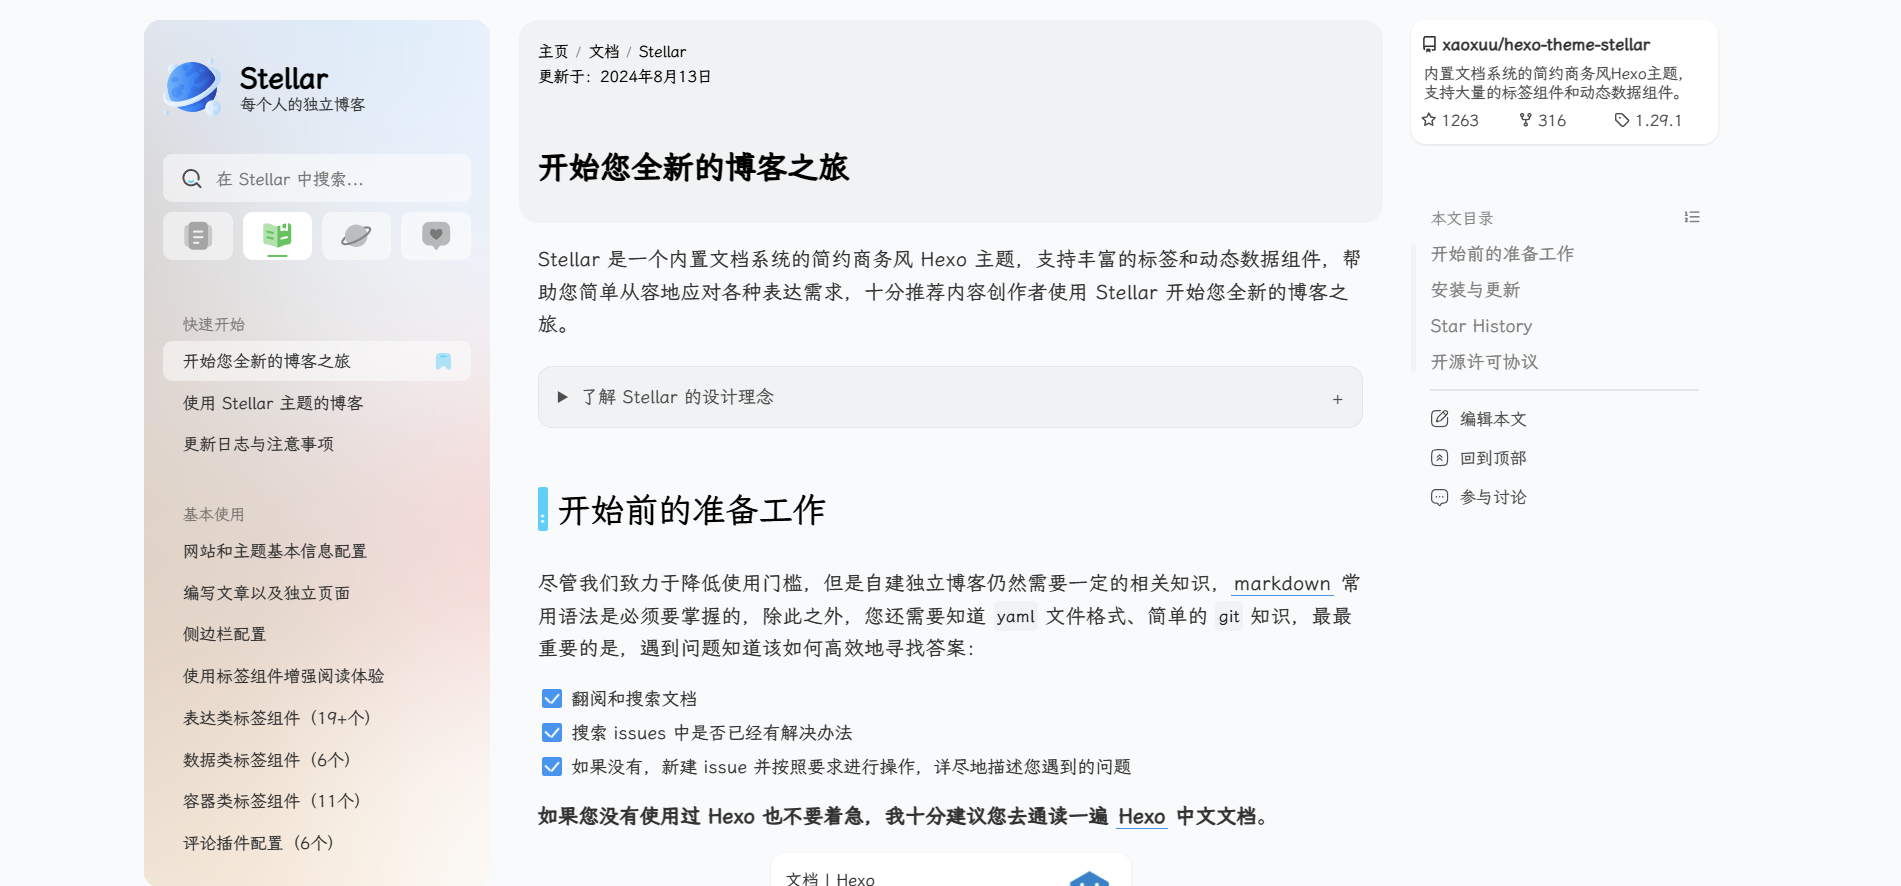 Stellar
每个人的独立博客
在 Stellar 中搜索...
快速开始
开始您全新的博客之旅
使用 Stellar 主题的博客
更新日志与注意事项
基本使用
网站和主题基本信息配置
编写文章以及独立页面
侧边栏配置
使用标签组件增强阅读体验
表达类标签组件（19+个）
数据类标签组件（6个）
容器类标签组件（11个）
评论插件配置（6个）
主页 / 文档 / Stellar
更新于：2024年8月13日
开始您全新的博客之旅
Stellar 是一个内置文档系统的简约商务风 Hexo 主题，支持丰富的标签和动态数据组件，帮
助您简单从容地应对各种表达需求，十分推荐内容创作者使用 Stellar 开始您全新的博客之
旅。
了解 Stellar 的设计理念 +
开始前的准备工作
尽管我们致力于降低使用门槛，但是自建独立博客仍然需要一定的相关知识，markdown 常
用语法是必须要掌握的，除此之外，您还需要知道 yaml 文件格式、简单的 git 知识，最最
重要的是，遇到问题知道该如何高效地寻找答案：
翻阅和搜索文档
搜索 issues 中是否已经有解决办法
如果没有，新建 issue 并按照要求进行操作，详尽地描述您遇到的问题
如果您没有使用过 Hexo 也不要着急，我十分建议您去通读一遍 Hexo 中文文档。
文档 | Hexo
xaoxuu/hexo-theme-stellar
内置文档系统的简约商务风Hexo主题，
支持大量的标签组件和动态数据组件。
1263 316 1.29.1
本文目录
开始前的准备工作
安装与更新
Star History
开源许可协议
编辑本文
回到顶部
参与讨论